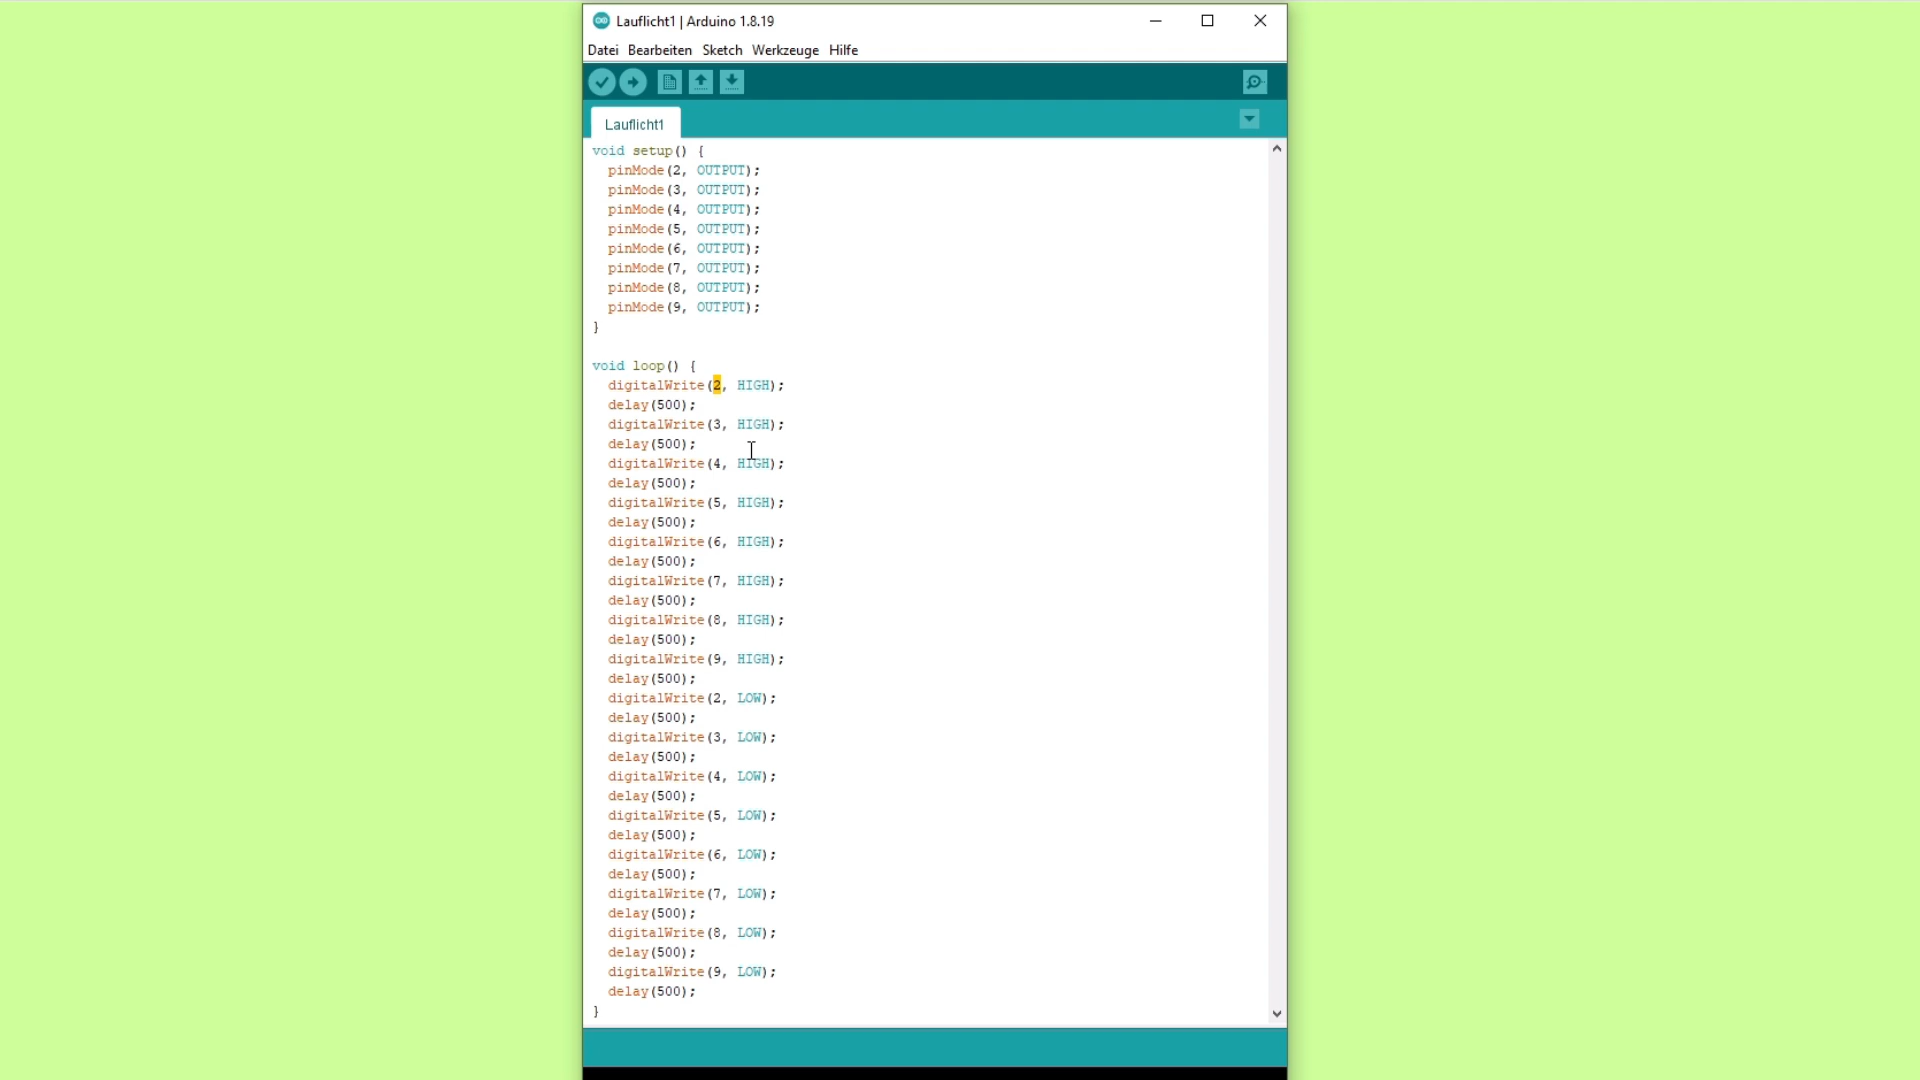 Lauflicht1 | Arduino 1.8.19
Datei Bearbeiten Sketch Werkzeuge Hilfe
Lauflicht1
void setup() {
  pinMode(2, OUTPUT);
  pinMode(3, OUTPUT);
  pinMode(4, OUTPUT);
  pinMode(5, OUTPUT);
  pinMode(6, OUTPUT);
  pinMode(7, OUTPUT);
  pinMode(8, OUTPUT);
  pinMode(9, OUTPUT);
}
void loop() {
  digitalWrite(2, HIGH);
  delay(500);
  digitalWrite(3, HIGH);
  delay(500);
  digitalWrite(4, HIGH);
  delay(500);
  digitalWrite(5, HIGH);
  delay(500);
  digitalWrite(6, HIGH);
  delay(500);
  digitalWrite(7, HIGH);
  delay(500);
  digitalWrite(8, HIGH);
  delay(500);
  digitalWrite(9, HIGH);
  delay(500);
  digitalWrite(2, LOW);
  delay(500);
  digitalWrite(3, LOW);
  delay(500);
  digitalWrite(4, LOW);
  delay(500);
  digitalWrite(5, LOW);
  delay(500);
  digitalWrite(6, LOW);
  delay(500);
  digitalWrite(7, LOW);
  delay(500);
  digitalWrite(8, LOW);
  delay(500);
  digitalWrite(9, LOW);
  delay(500);
}